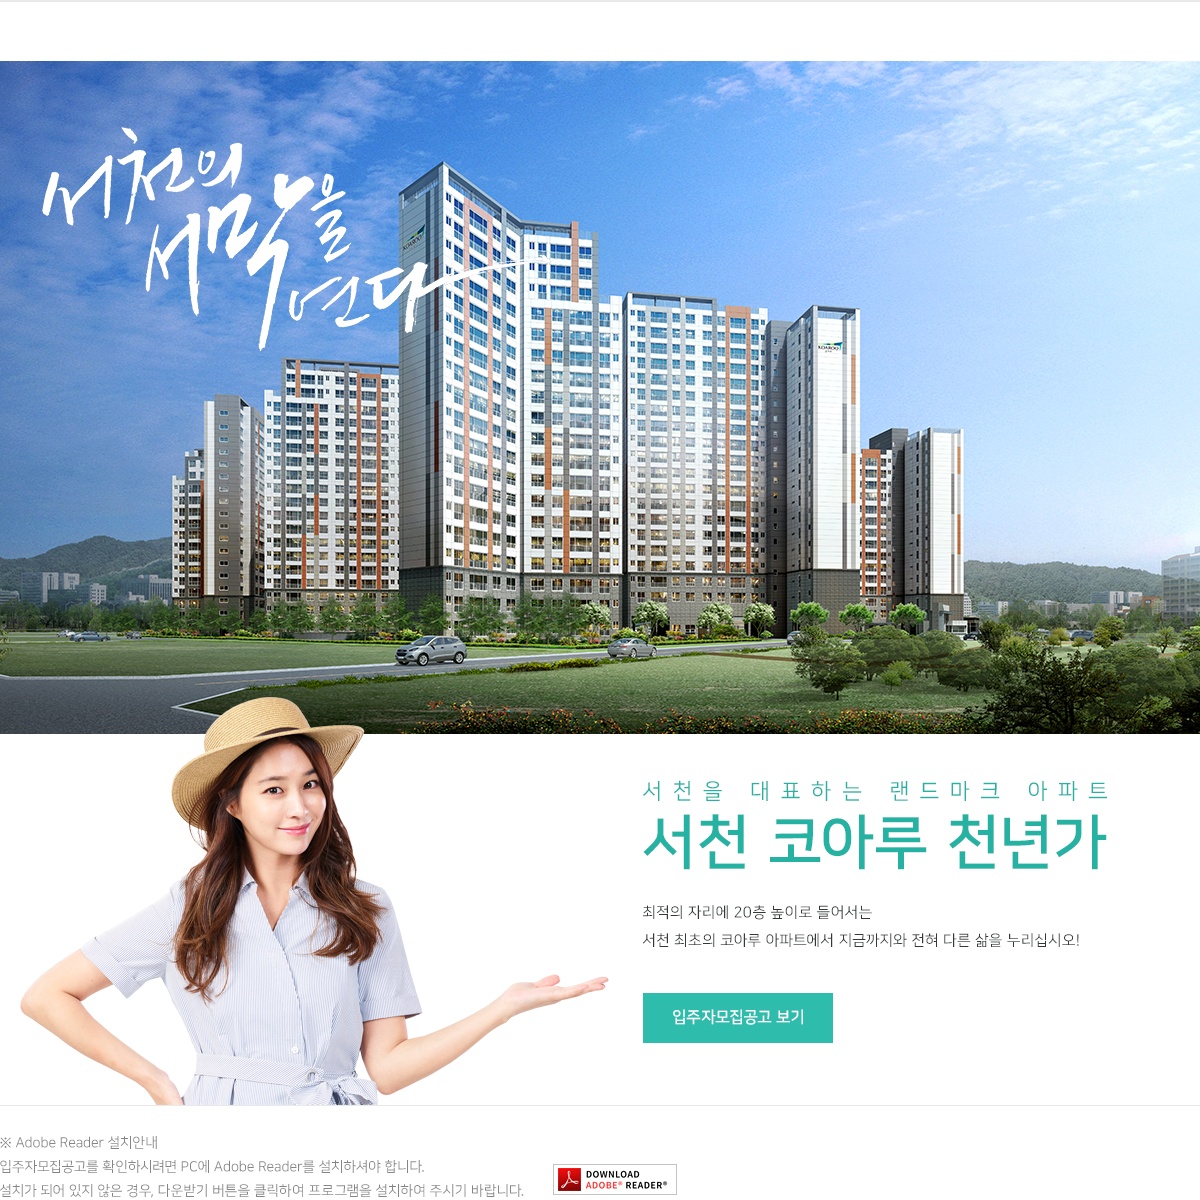 서천의
세막을
연다
KOAROO
KOAROO
서천을 대표하는 랜드마크 아파트
서천 코아루 천년가
최적의 자리에 20층 높이로 들어서는
서천 최초의 코아루 아파트에서 지금까지와 전혀 다른 삶을 누리십시오!
입주자모집공고 보기
※ Adobe Reader 설치안내
입주자모집공고를 확인하시려면 PC에 Adobe Reader를 설치하셔야 합니다.
설치가 되어 있지 않은 경우, 다운받기 버튼을 클릭하여 프로그램을 설치하여 주시기 바랍니다.
DOWNLOAD
ADOBE® READER®